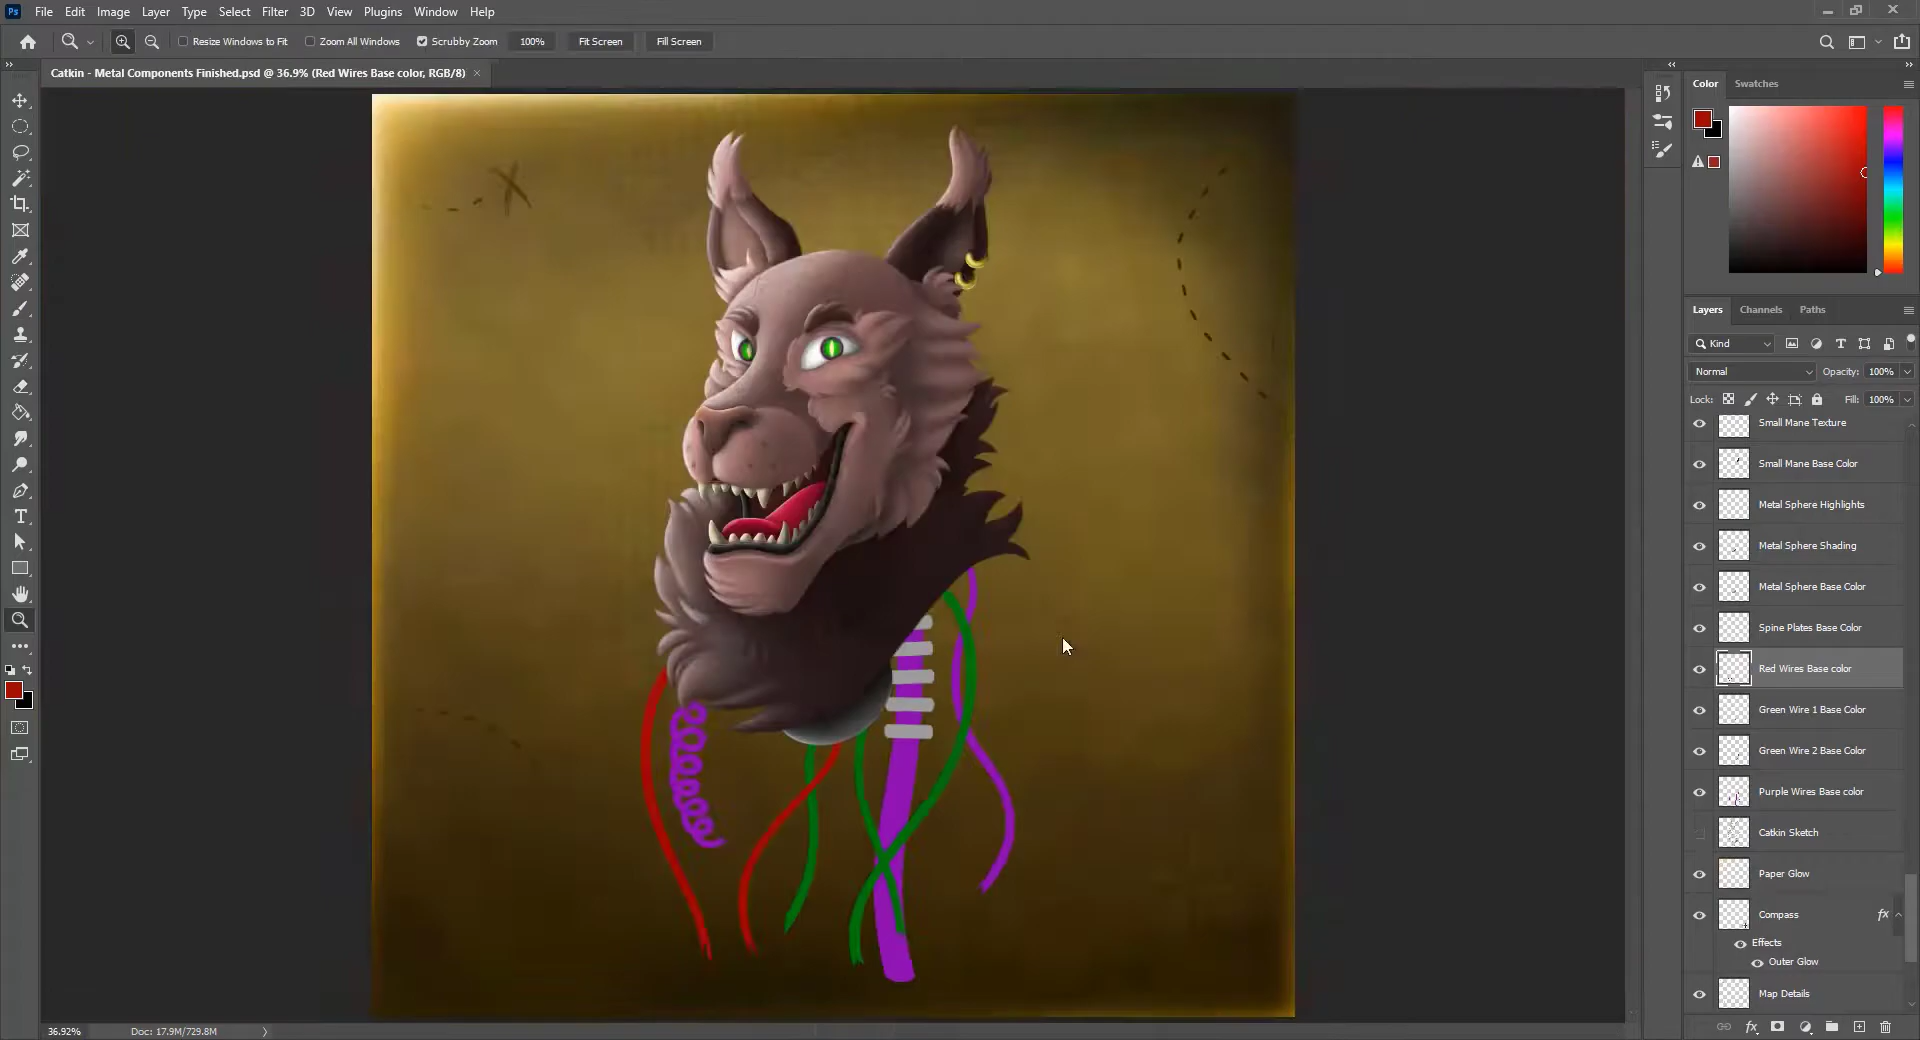 Ps File Edit Image Layer Type Select Filter 3D View Plugins Window Help
Resize Windows to Fit Zoom All Windows Scrubby Zoom 100% Fit Screen Fill Screen
Catkin - Metal Components Finished.psd @ 36.9% (Red Wires Base color, RGB/8)
Color Swatches
Layers Channels Paths
Kind
Normal Opacity: 100%
Lock: Fill: 100%
Small Mane Texture
Small Mane Base Color
Metal Sphere Highlights
Metal Sphere Shading
Metal Sphere Base Color
Spine Plates Base Color
Red Wires Base color
Green Wire 1 Base Color
Green Wire 2 Base Color
Purple Wires Base color
Catkin Sketch
Paper Glow
Compass fx
Effects
Outer Glow
Map Details
fx
36.92% Doc: 17.9M/729.8M